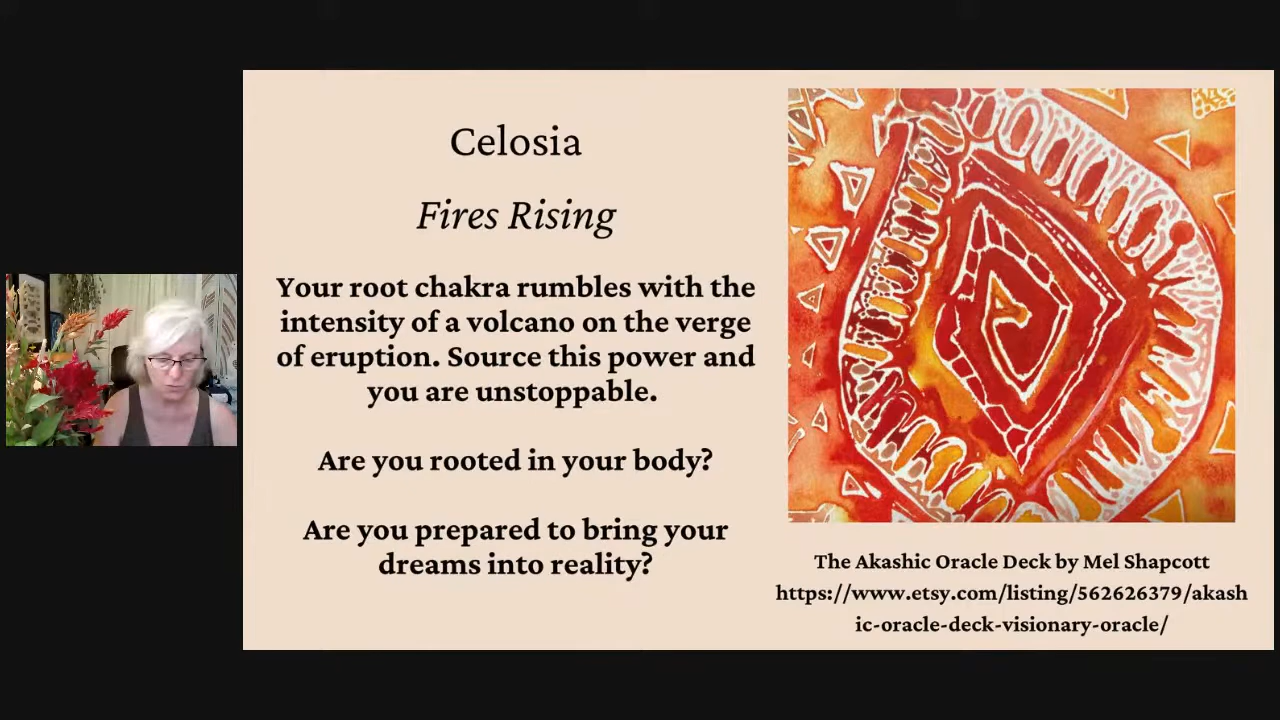 Celosia
Fires Rising
Your root chakra rumbles with the
intensity of a volcano on the verge
of eruption. Source this power and
you are unstoppable.
Are you rooted in your body?
Are you prepared to bring your
dreams into reality?
The Akashic Oracle Deck by Mel Shapcott
https://www.etsy.com/listing/562626379/akash
ic-oracle-deck-visionary-oracle/